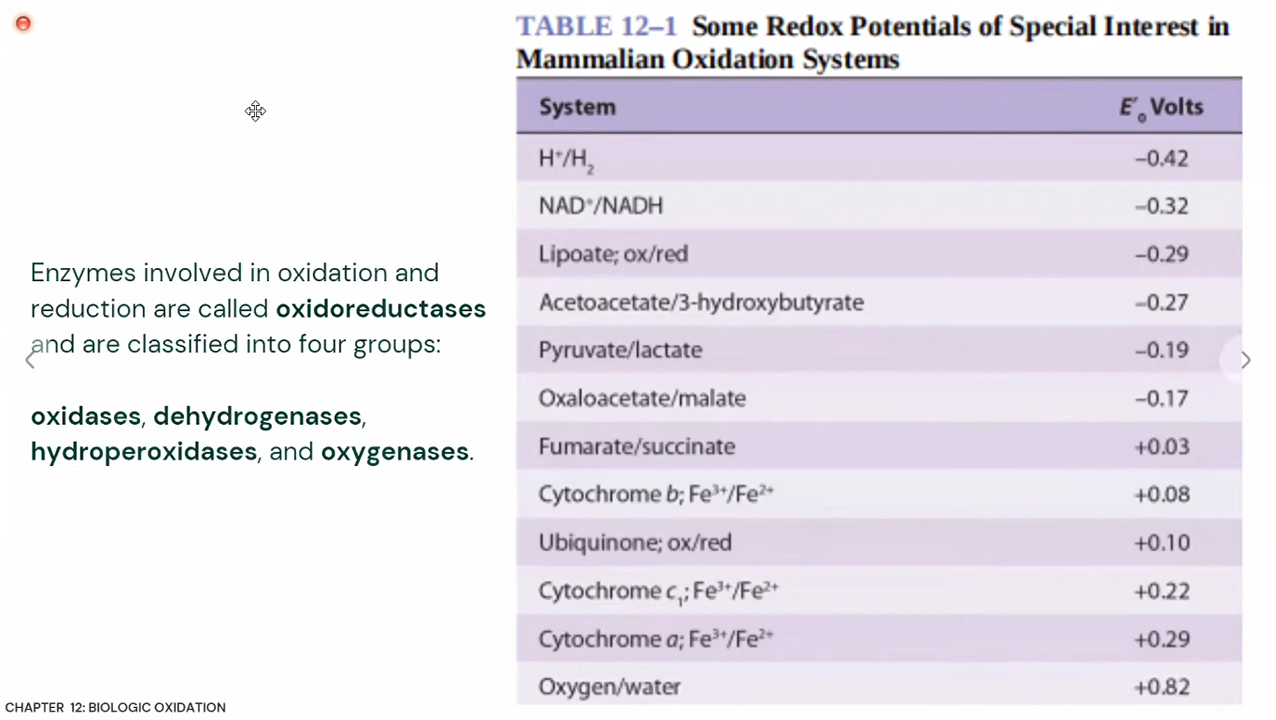 Enzymes involved in oxidation and
reduction are called oxidoreductases
and are classified into four groups:
oxidases, dehydrogenases,
hydroperoxidases, and oxygenases.
TABLE 12–1 Some Redox Potentials of Special Interest in
Mammalian Oxidation Systems
System E′₀ Volts
H⁺/H₂ –0.42
NAD⁺/NADH –0.32
Lipoate; ox/red –0.29
Acetoacetate/3-hydroxybutyrate –0.27
Pyruvate/lactate –0.19
Oxaloacetate/malate –0.17
Fumarate/succinate +0.03
Cytochrome b; Fe³⁺/Fe²⁺ +0.08
Ubiquinone; ox/red +0.10
Cytochrome c₁; Fe³⁺/Fe²⁺ +0.22
Cytochrome a; Fe³⁺/Fe²⁺ +0.29
Oxygen/water +0.82
CHAPTER 12: BIOLOGIC OXIDATION